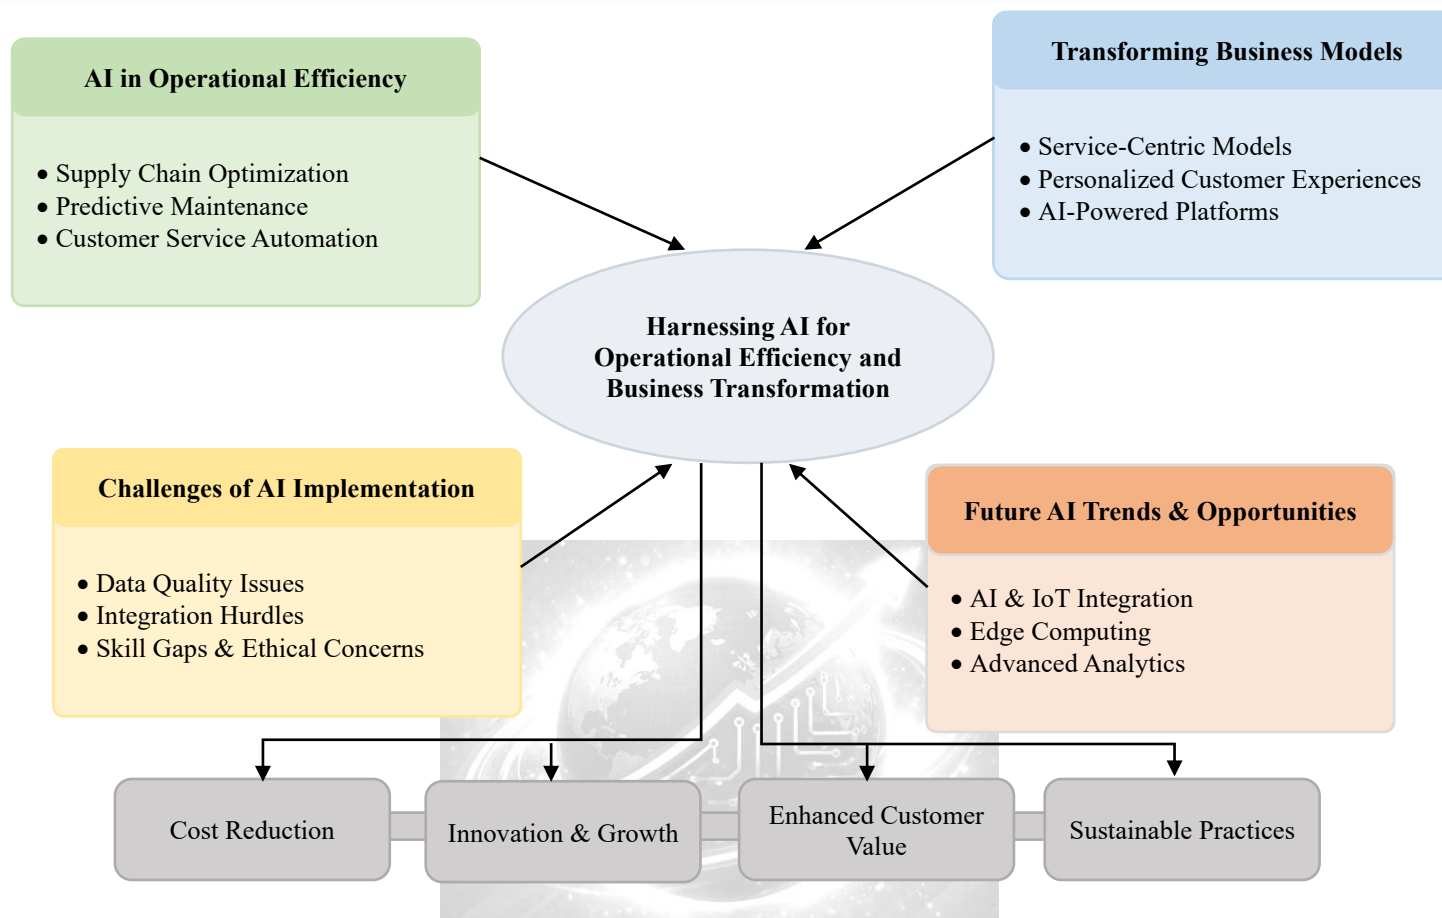 AI in Operational Efficiency
• Supply Chain Optimization
• Predictive Maintenance
• Customer Service Automation
Transforming Business Models
• Service-Centric Models
• Personalized Customer Experiences
• AI-Powered Platforms
Harnessing AI for
Operational Efficiency and
Business Transformation
Challenges of AI Implementation
• Data Quality Issues
• Integration Hurdles
• Skill Gaps & Ethical Concerns
Future AI Trends & Opportunities
• AI & IoT Integration
• Edge Computing
• Advanced Analytics
Cost Reduction
Innovation & Growth
Enhanced Customer
Value
Sustainable Practices